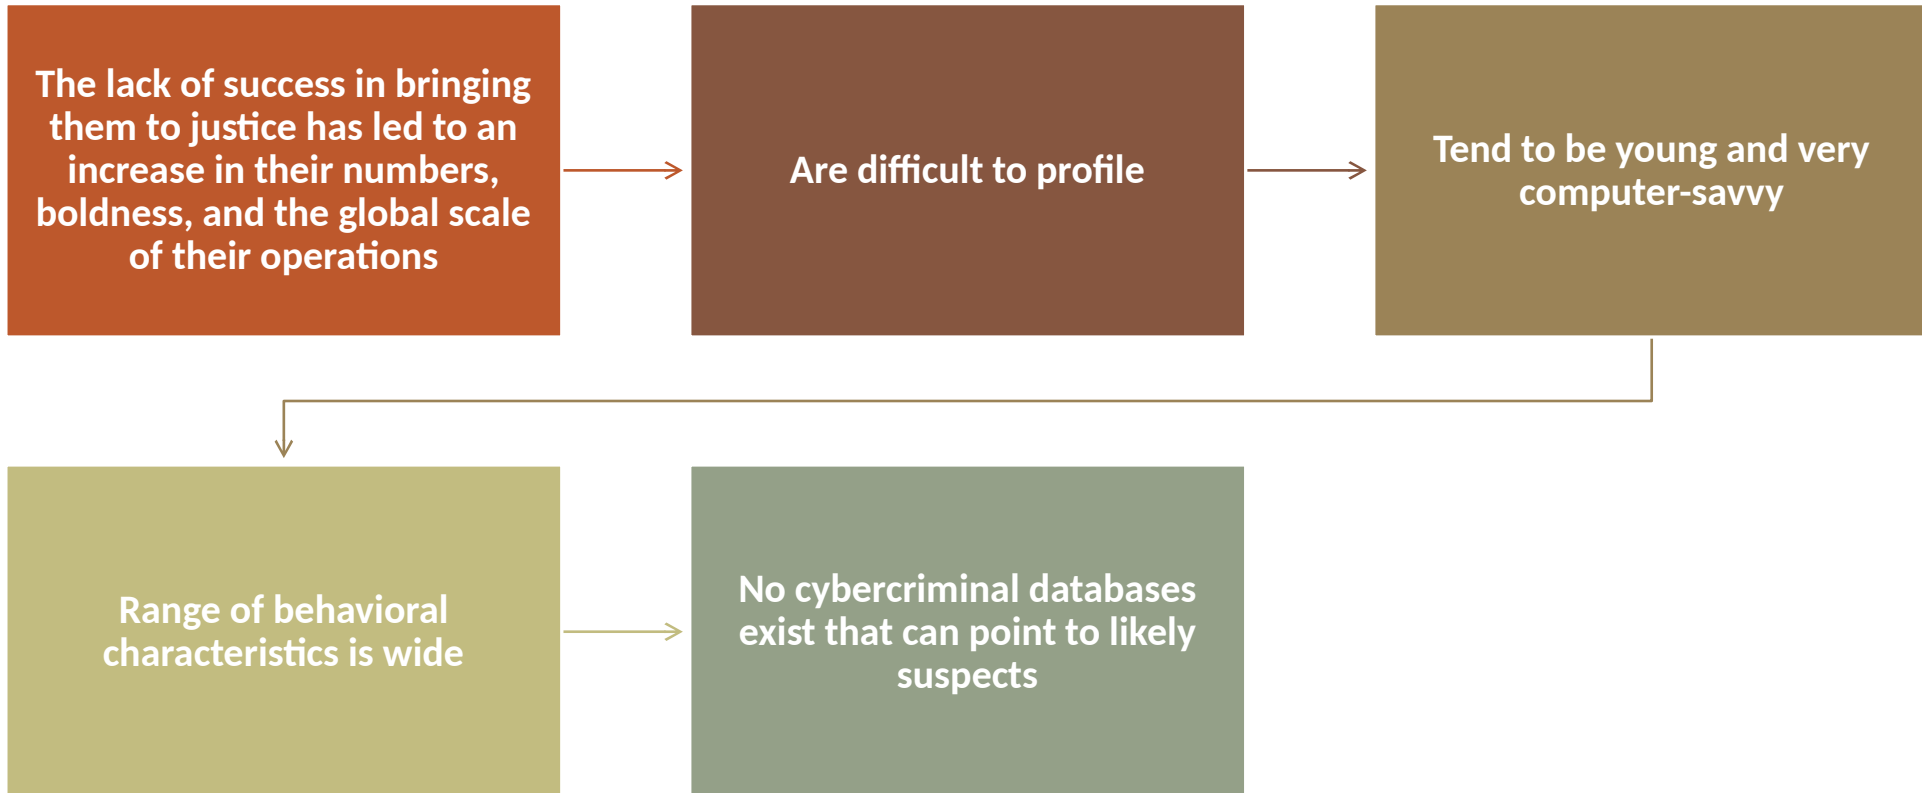 The lack of success in bringing
them to justice has led to an
increase in their numbers,
boldness, and the global scale
of their operations
Are difficult to profile
Tend to be young and very
computer-savvy
Range of behavioral
characteristics is wide
No cybercriminal databases
exist that can point to likely
suspects